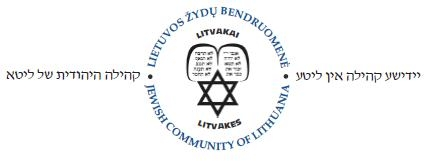 LIETUVOS ŽYDŲ BENDRUOMENĖ
LITVAKAI
יידישע קהילה אין ליטע
קהילה היהודית של ליטא
LITVAKES
JEWISH COMMUNITY OF LITHUANIA